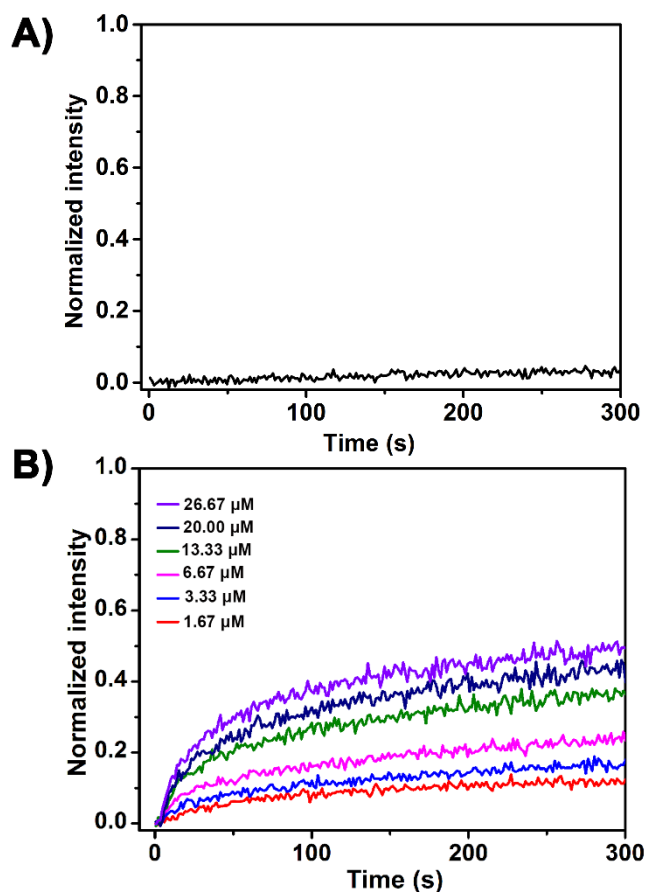 A)
1.0
0.8
0.6
0.4
0.2
0.0
Normalized intensity
0 100 200 300
Time (s)
B)
1.0
0.8
0.6
0.4
0.2
0.0
Normalized intensity
26.67 µM
20.00 µM
13.33 µM
6.67 µM
3.33 µM
1.67 µM
0 100 200 300
Time (s)